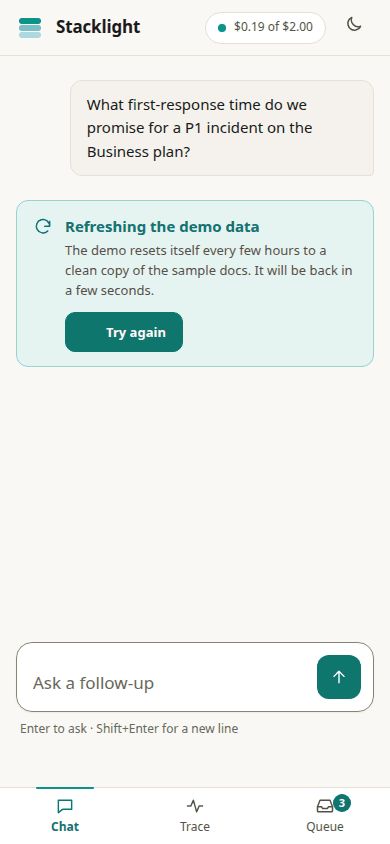 Stacklight
$0.19 of $2.00
What first-response time do we
promise for a P1 incident on the
Business plan?
Refreshing the demo data
The demo resets itself every few hours to a
clean copy of the sample docs. It will be back in
a few seconds.
Try again
Ask a follow-up
Enter to ask · Shift+Enter for a new line
3
Chat
Trace
Queue